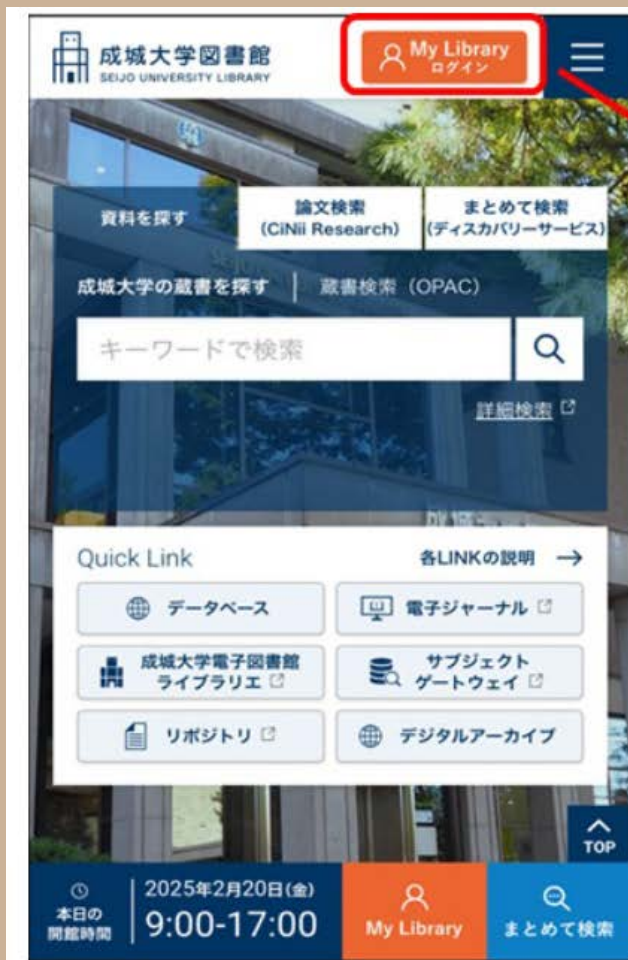 成城大学図書館
SEIJO UNIVERSITY LIBRARY
My Library
ログイン
資料を探す
論文検索
(CiNii Research)
まとめて検索
(ディスカバリーサービス)
成城大学の蔵書を探す
蔵書検索（OPAC）
キーワードで検索
詳細検索
Quick Link
各LINKの説明 →
データベース
電子ジャーナル
成城大学電子図書館
ライブラリエ
サブジェクト
ゲートウェイ
リポジトリ
デジタルアーカイブ
TOP
本日の
開館時間
2025年2月20日(金)
9:00-17:00
My Library
まとめて検索